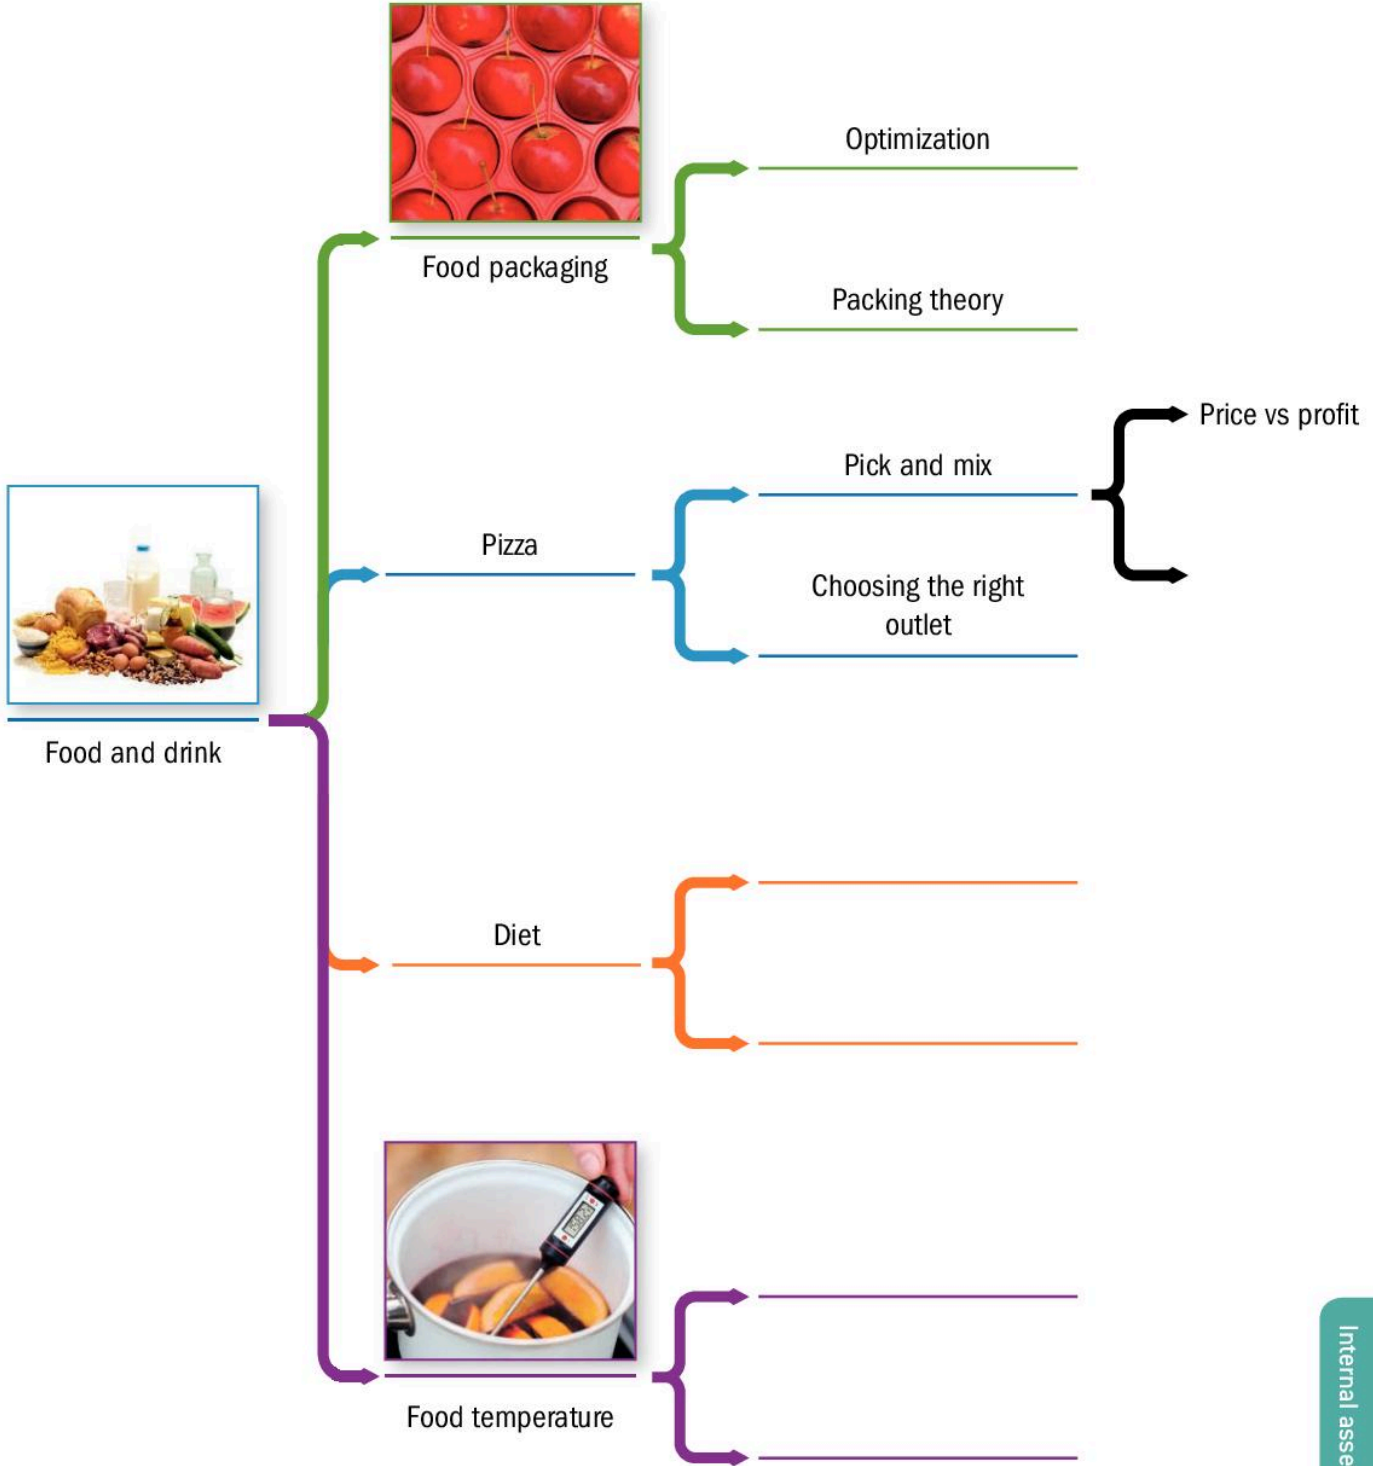 Optimization
Food packaging
Packing theory
Price vs profit
Pick and mix
Pizza
Choosing the right
outlet
Food and drink
Diet
Food temperature
Internal asse